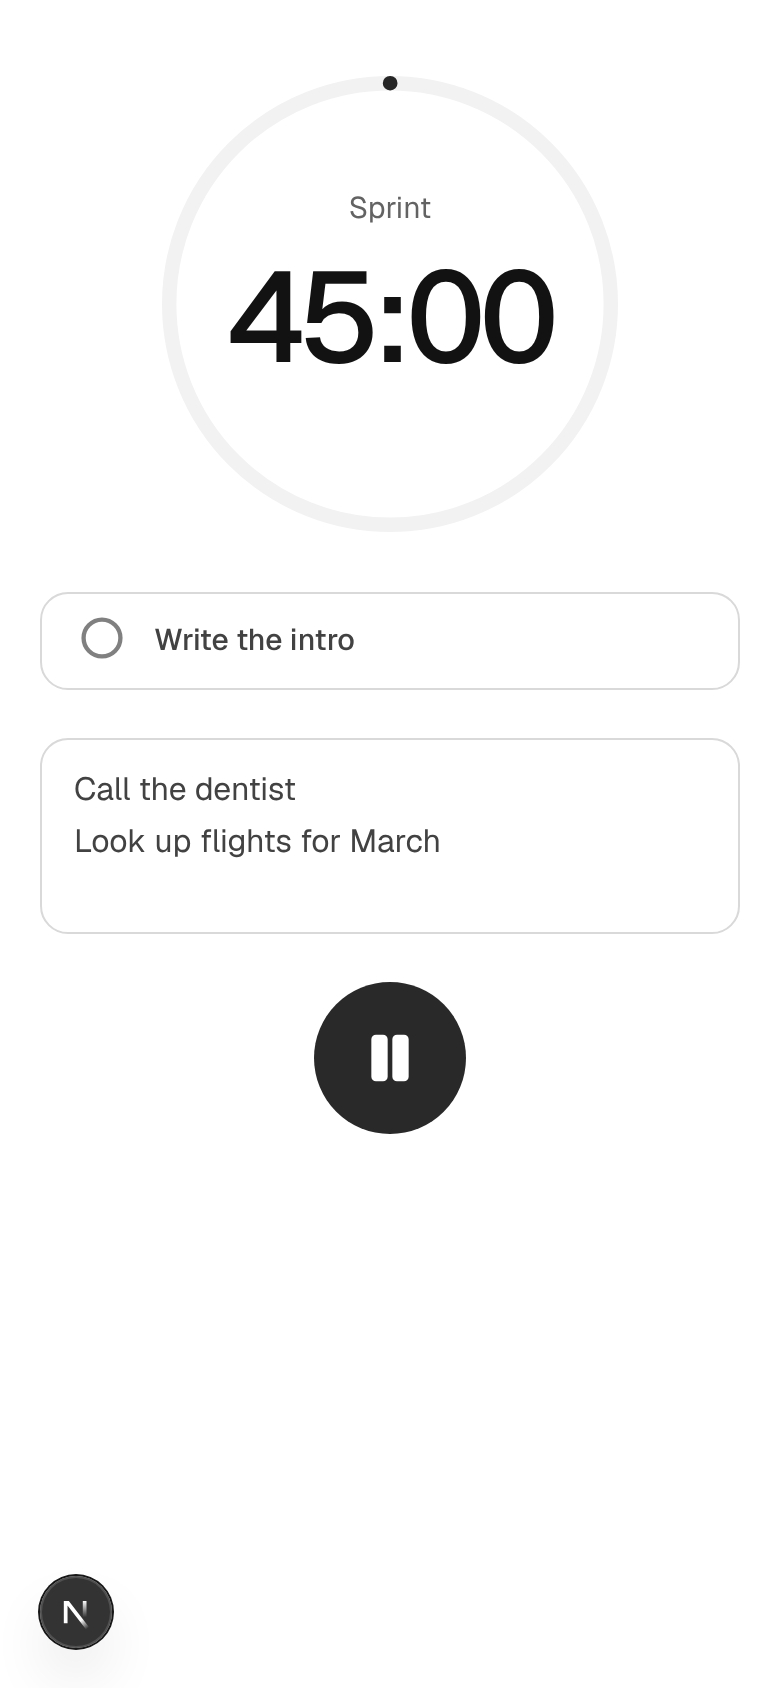 Sprint
45:00
Write the intro
Call the dentist
Look up flights for March
N